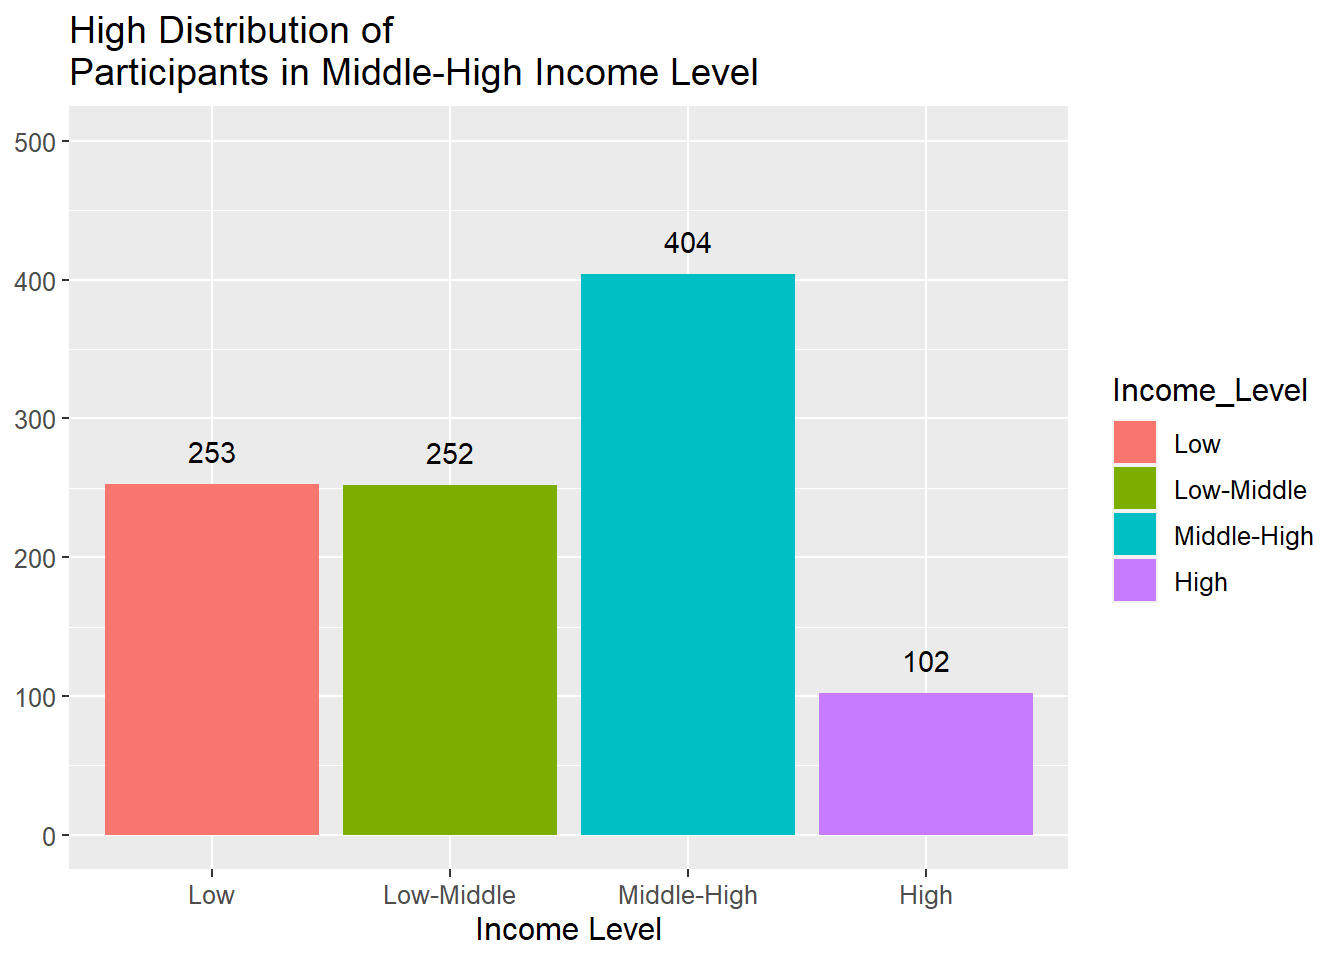 High Distribution of
Participants in Middle-High Income Level
500
400
300
200
100
0
253
252
404
102
Low
Low-Middle
Middle-High
High
Income Level
Income_Level
Low
Low-Middle
Middle-High
High